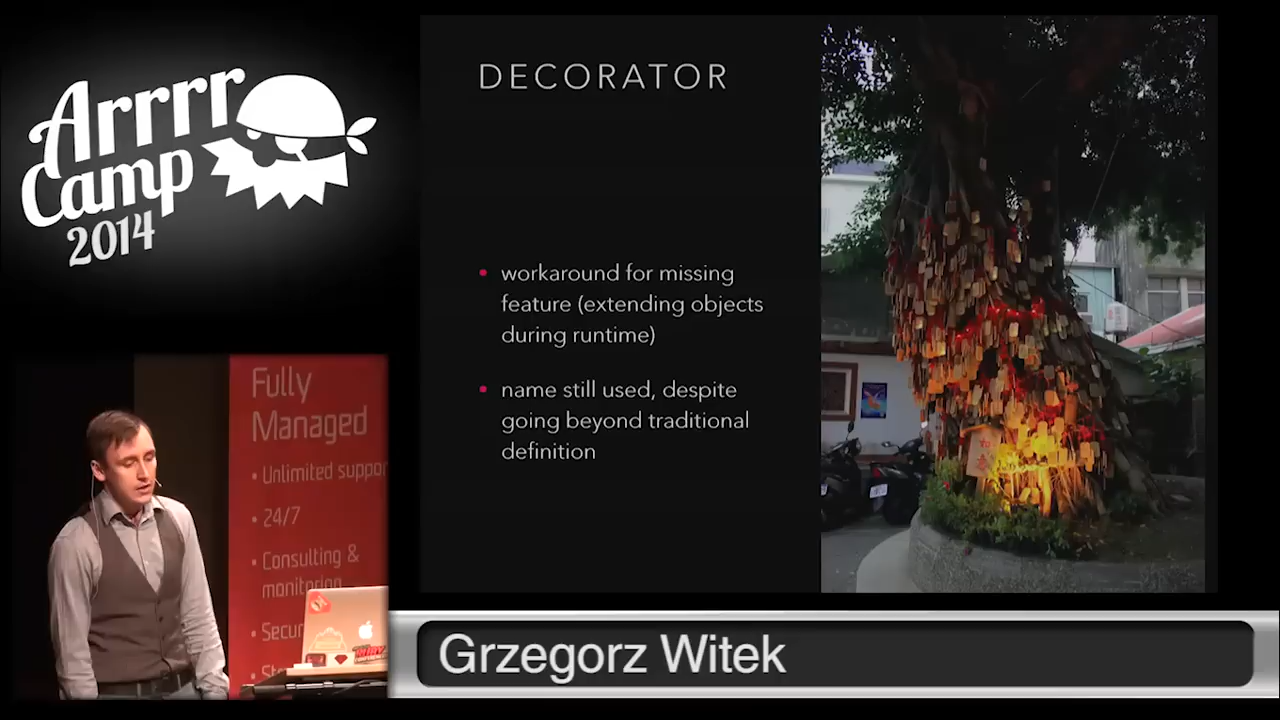 Arrrr
Camp
2014
DECORATOR
• workaround for missing
feature (extending objects
during runtime)
• name still used, despite
going beyond traditional
definition
Fully
Managed
• Unlimited suppor
• 24/7
• Consulting &
monitoring
• Secur
Grzegorz Witek